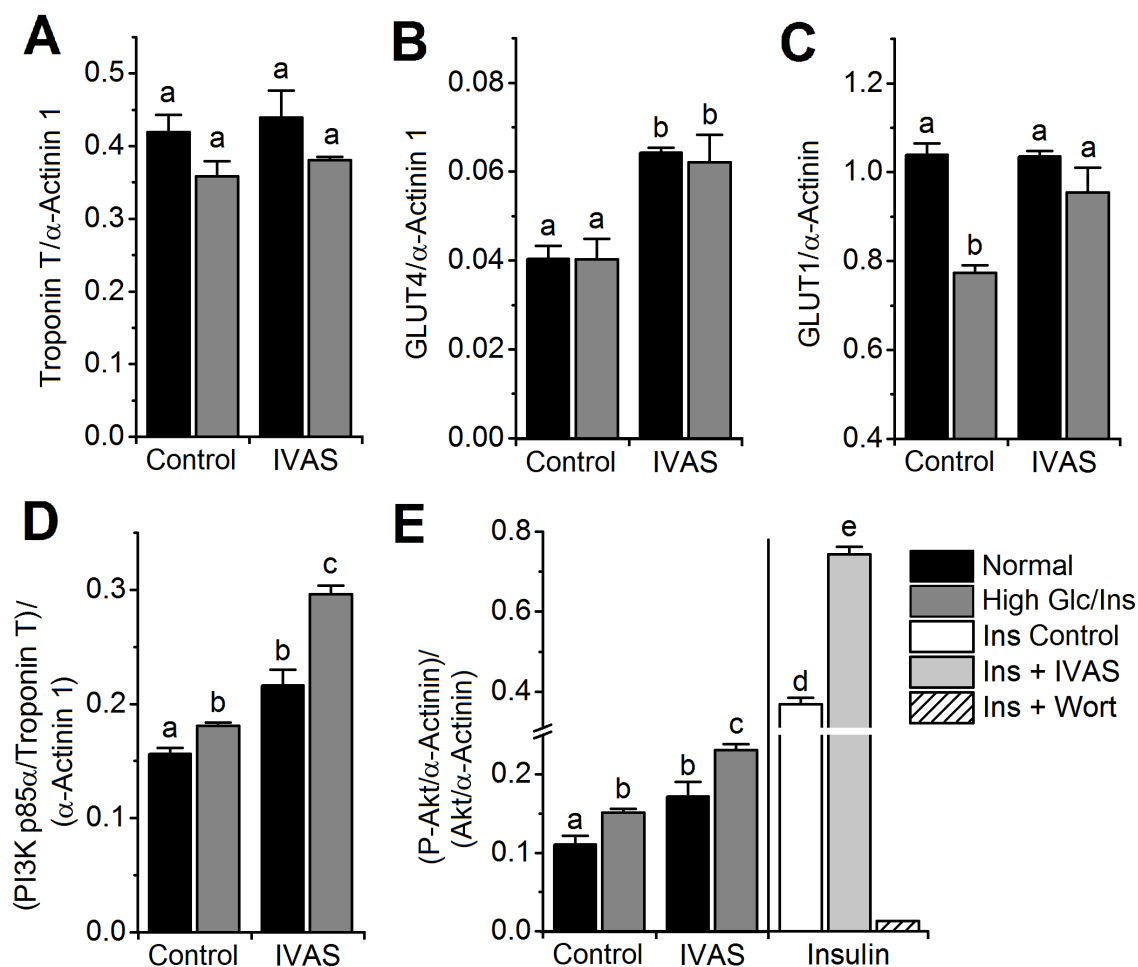 A
Troponin T/α-Actinin 1
0.5
0.4
0.3
0.2
0.1
0.0
a
a
a
a
Control
IVAS
B
GLUT4/α-Actinin 1
0.08
0.06
0.04
0.02
0.00
a
a
b
b
Control
IVAS
C
GLUT1/α-Actinin
1.2
1.0
0.8
0.6
0.4
a
b
a
a
Control
IVAS
D
(PI3K p85α/Troponin T)/
(α-Actinin 1)
0.3
0.2
0.1
0.0
a
b
b
c
Control
IVAS
E
(P-Akt/α-Actinin)/
(Akt/α-Actinin)
0.8
0.6
0.4
0.2
0.1
0.0
a
b
b
c
d
e
Control
IVAS
Insulin
Normal
High Glc/Ins
Ins Control
Ins + IVAS
Ins + Wort